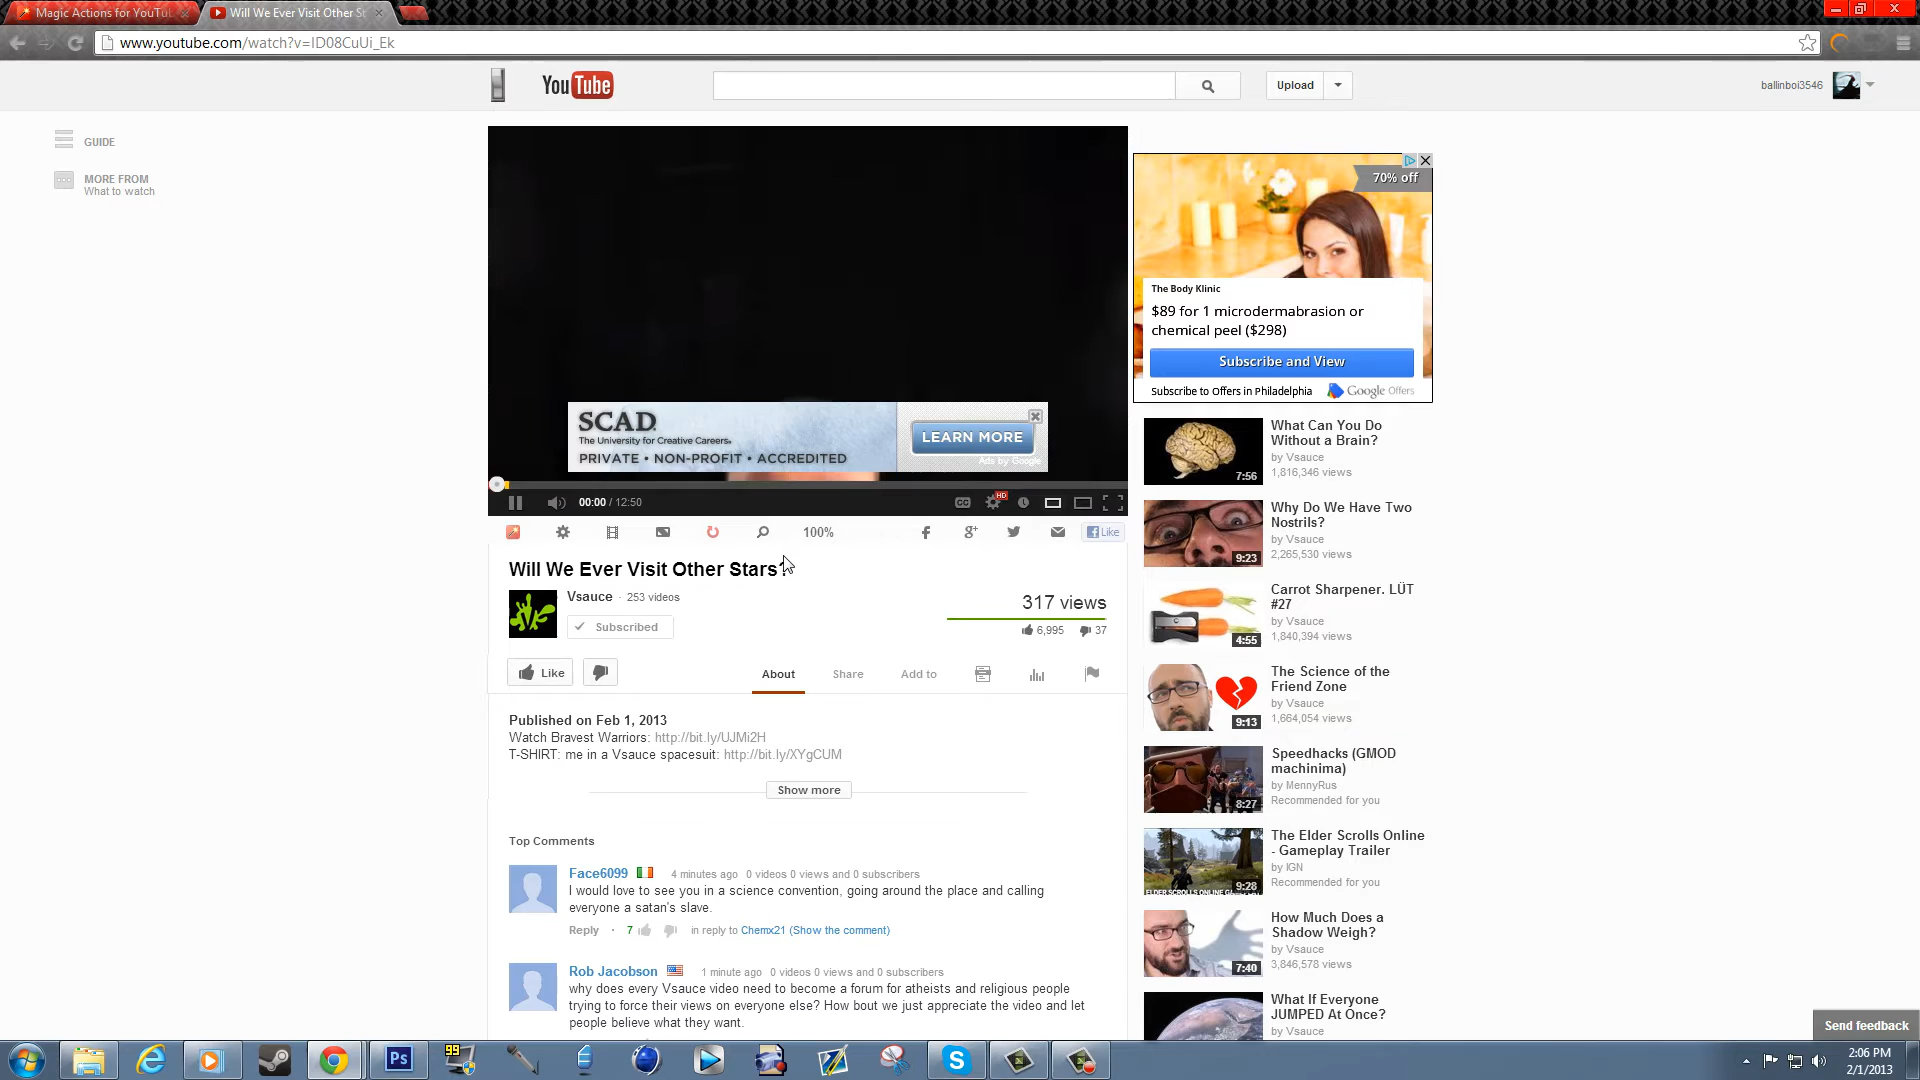 Magic Actions for YouTu
Will We Ever Visit Other St
www.youtube.com/watch?v=ID08CuUi_Ek
YouTube
Upload
ballinboi3546
GUIDE
MORE FROM
What to watch
SCAD
The University for Creative Careers.
PRIVATE • NON-PROFIT • ACCREDITED
LEARN MORE
Ads by Google
00:00 / 12:50
CC
HD
100%
Like
Will We Ever Visit Other Stars?
Vsauce · 253 videos
Subscribed
317 views
6,995 37
Like
About
Share
Add to
Published on Feb 1, 2013
Watch Bravest Warriors: http://bit.ly/UJMi2H
T-SHIRT: me in a Vsauce spacesuit: http://bit.ly/XYgCUM
Show more
Top Comments
Face6099 4 minutes ago 0 videos 0 views and 0 subscribers
I would love to see you in a science convention, going around the place and calling
everyone a satan's slave.
Reply · 7 in reply to Chemx21 (Show the comment)
Rob Jacobson 1 minute ago 0 videos 0 views and 0 subscribers
why does every Vsauce video need to become a forum for atheists and religious people
trying to force their views on everyone else? How bout we just appreciate the video and let
people believe what they want.
70% off
The Body Klinic
$89 for 1 microdermabrasion or
chemical peel ($298)
Subscribe and View
Subscribe to Offers in Philadelphia Google Offers
What Can You Do
Without a Brain?
by Vsauce
1,816,346 views
7:56
Why Do We Have Two
Nostrils?
by Vsauce
2,265,530 views
9:23
Carrot Sharpener. LÜT
#27
by Vsauce
1,840,394 views
4:55
The Science of the
Friend Zone
by Vsauce
1,664,054 views
9:13
Speedhacks (GMOD
machinima)
by MennyRus
Recommended for you
8:27
The Elder Scrolls Online
- Gameplay Trailer
by IGN
Recommended for you
9:28
How Much Does a
Shadow Weigh?
by Vsauce
3,846,578 views
7:40
What If Everyone
JUMPED At Once?
by Vsauce
Send feedback
Ps
99
2:06 PM
2/1/2013